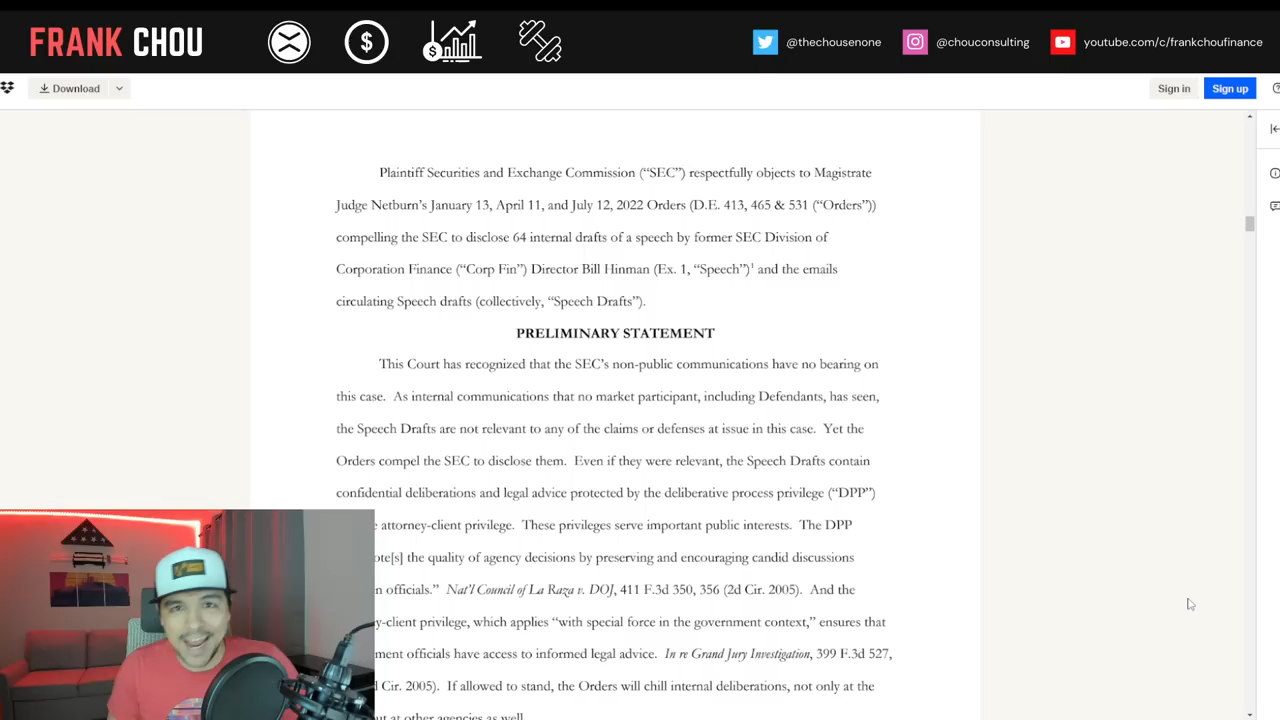 FRANK CHOU
@thechousenone
@chouconsulting
youtube.com/c/frankchoufinance
Download
Sign in
Sign up
Plaintiff Securities and Exchange Commission (“SEC”) respectfully objects to Magistrate
Judge Netburn’s January 13, April 11, and July 12, 2022 Orders (D.E. 413, 465 & 531 (“Orders”))
compelling the SEC to disclose 64 internal drafts of a speech by former SEC Division of
Corporation Finance (“Corp Fin”) Director Bill Hinman (Ex. 1, “Speech”)¹ and the emails
circulating Speech drafts (collectively, “Speech Drafts”).
PRELIMINARY STATEMENT
This Court has recognized that the SEC’s non-public communications have no bearing on
this case. As internal communications that no market participant, including Defendants, has seen,
the Speech Drafts are not relevant to any of the claims or defenses at issue in this case. Yet the
Orders compel the SEC to disclose them. Even if they were relevant, the Speech Drafts contain
confidential deliberations and legal advice protected by the deliberative process privilege (“DPP”)
attorney-client privilege. These privileges serve important public interests. The DPP
ote[s] the quality of agency decisions by preserving and encouraging candid discussions
officials.” Nat’l Council of La Raza v. DOJ, 411 F.3d 350, 356 (2d Cir. 2005). And the
y-client privilege, which applies “with special force in the government context,” ensures that
ment officials have access to informed legal advice. In re Grand Jury Investigation, 399 F.3d 527,
Cir. 2005). If allowed to stand, the Orders will chill internal deliberations, not only at the
out at other agencies as well.